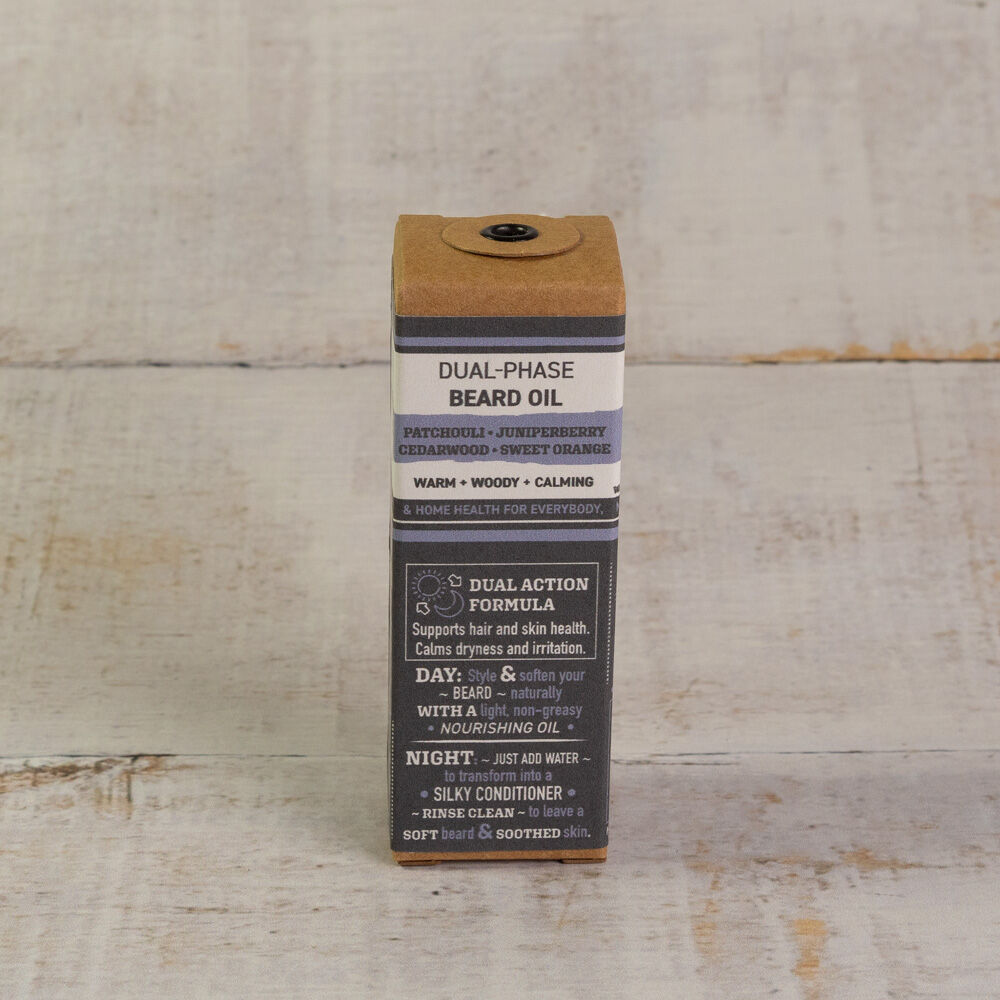 DUAL-PHASE
BEARD OIL
PATCHOULI • JUNIPERBERRY
CEDARWOOD • SWEET ORANGE
WARM + WOODY + CALMING
& HOME HEALTH FOR EVERYBODY,
DUAL ACTION
FORMULA
Supports hair and skin health.
Calms dryness and irritation.
DAY: Style & soften your
~ BEARD ~ naturally
WITH A light, non-greasy
• NOURISHING OIL •
NIGHT: ~ JUST ADD WATER ~
to transform into a
• SILKY CONDITIONER •
~ RINSE CLEAN ~ to leave a
SOFT beard & SOOTHED skin.